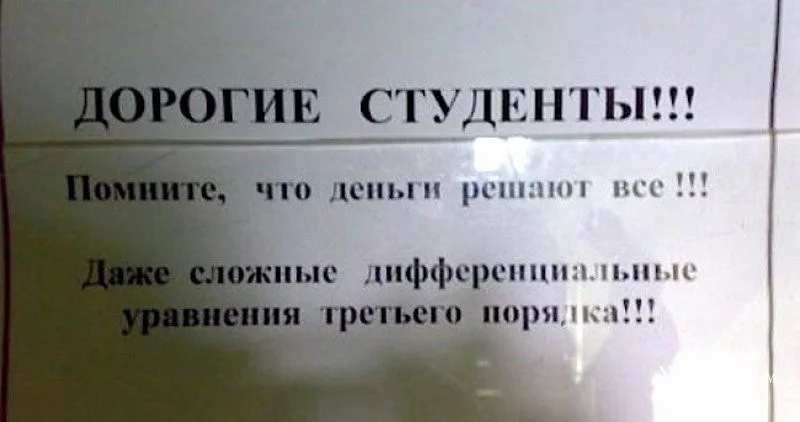 ДОРОГИЕ СТУДЕНТЫ!!!
Помните, что деньги решают все !!!
Даже сложные дифференциальные
уравнения третьего порядка!!!